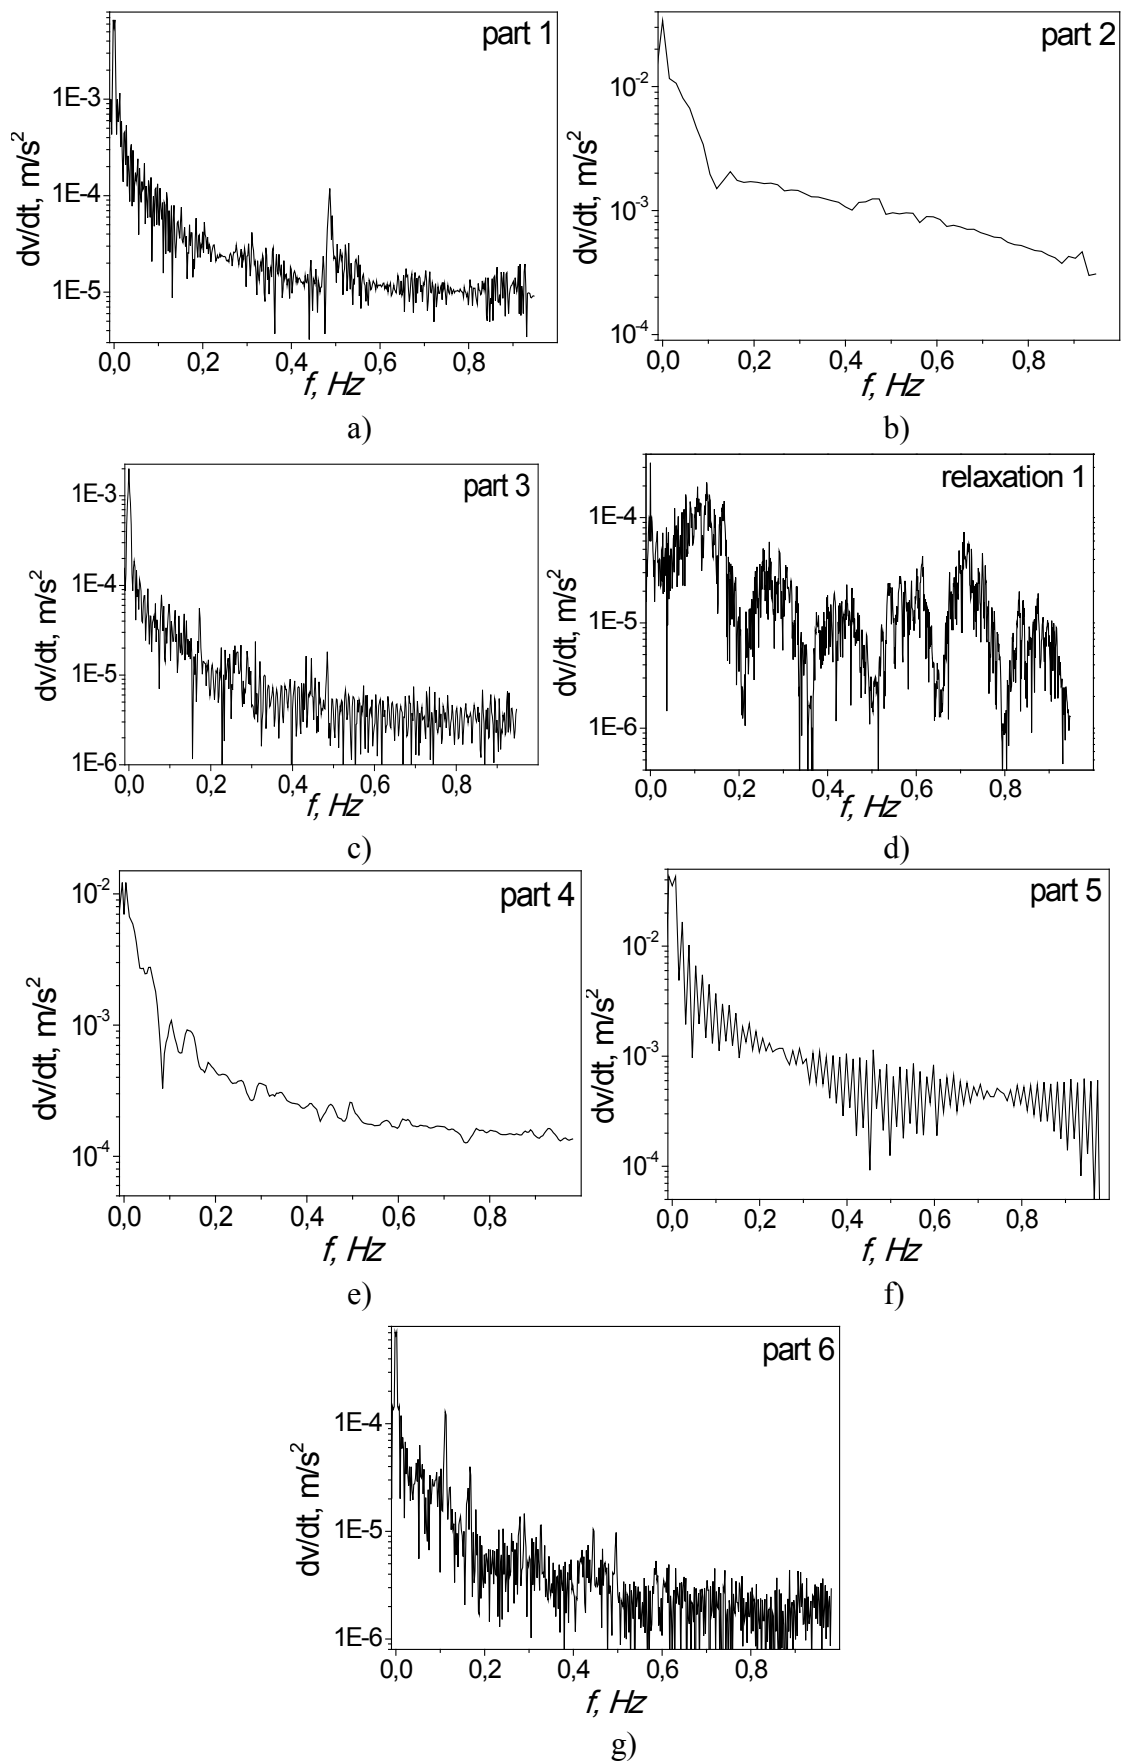 part 1
1E-3
1E-4
1E-5
dv/dt, m/s²
0,0 0,2 0,4 0,6 0,8
f, Hz
a)
part 2
10⁻²
10⁻³
10⁻⁴
dv/dt, m/s²
0,0 0,2 0,4 0,6 0,8
f, Hz
b)
part 3
1E-3
1E-4
1E-5
1E-6
dv/dt, m/s²
0,0 0,2 0,4 0,6 0,8
f, Hz
c)
relaxation 1
1E-4
1E-5
1E-6
dv/dt, m/s²
0,0 0,2 0,4 0,6 0,8
f, Hz
d)
part 4
10⁻²
10⁻³
10⁻⁴
dv/dt, m/s²
0,0 0,2 0,4 0,6 0,8
f, Hz
e)
part 5
10⁻²
10⁻³
10⁻⁴
dv/dt, m/s²
0,0 0,2 0,4 0,6 0,8
f, Hz
f)
part 6
1E-4
1E-5
1E-6
dv/dt, m/s²
0,0 0,2 0,4 0,6 0,8
f, Hz
g)